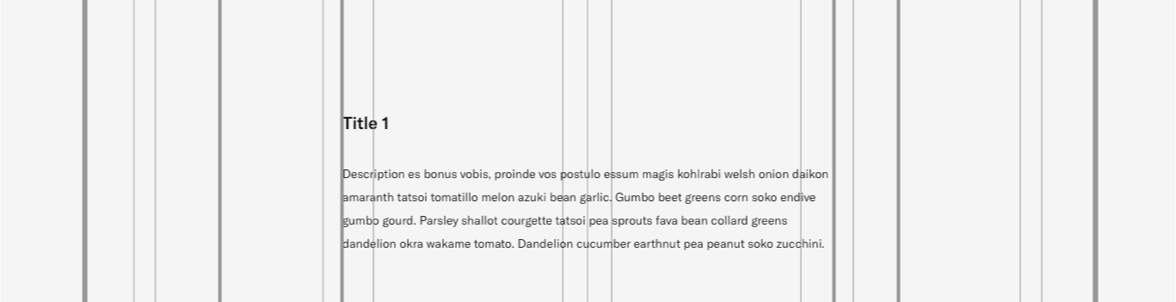 Title 1
Description es bonus vobis, proinde vos postulo essum magis kohlrabi welsh onion daikon
amaranth tatsoi tomatillo melon azuki bean garlic. Gumbo beet greens corn soko endive
gumbo gourd. Parsley shallot courgette tatsoi pea sprouts fava bean collard greens
dandelion okra wakame tomato. Dandelion cucumber earthnut pea peanut soko zucchini.